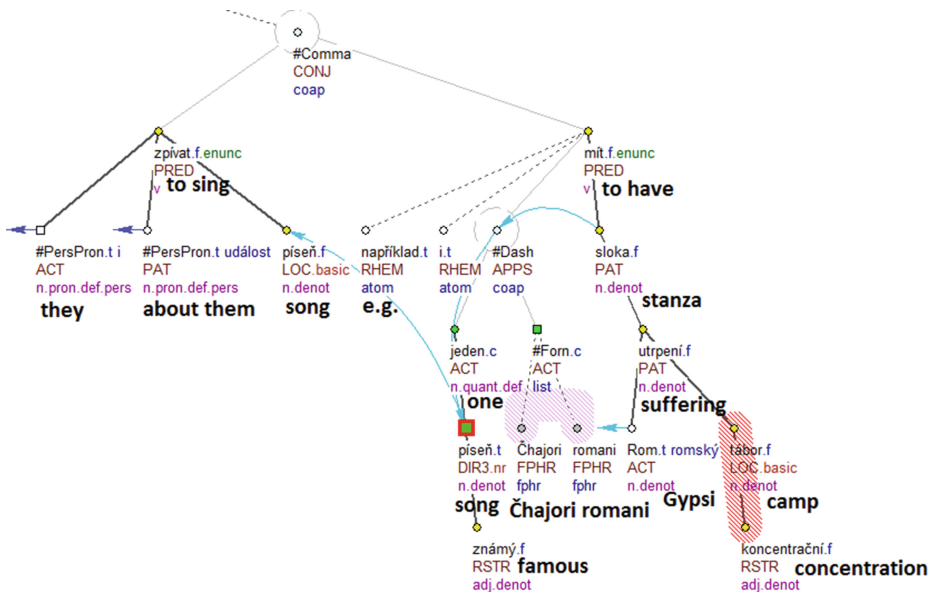 #Comma
CONJ
coap
zpívat.f.enunc
PRED
v to sing
mít.f.enunc
PRED
v to have
#PersPron.t i
ACT
n.pron.def.pers
they
#PersPron.t událost
PAT
n.pron.def.pers
about them
píseň.f
LOC.basic
n.denot
song
například.t
RHEM
atom
e.g.
i.t
RHEM
atom
#Dash
APPS
coap
sloka.f
PAT
n.denot
stanza
jeden.c
ACT
n.quant.def
one
#Forn.c
ACT
list
utrpení.f
PAT
n.denot
suffering
píseň.t
DIR3.nr
n.denot
song
Čhajori
FPHR
fphr
romani
FPHR
fphr
Čhajori romani
Rom.t romský
ACT
n.denot
Gypsi
tábor.f
LOC.basic
n.denot
camp
známý.f
RSTR famous
adj.denot
koncentrační.f
RSTR concentration
adj.denot